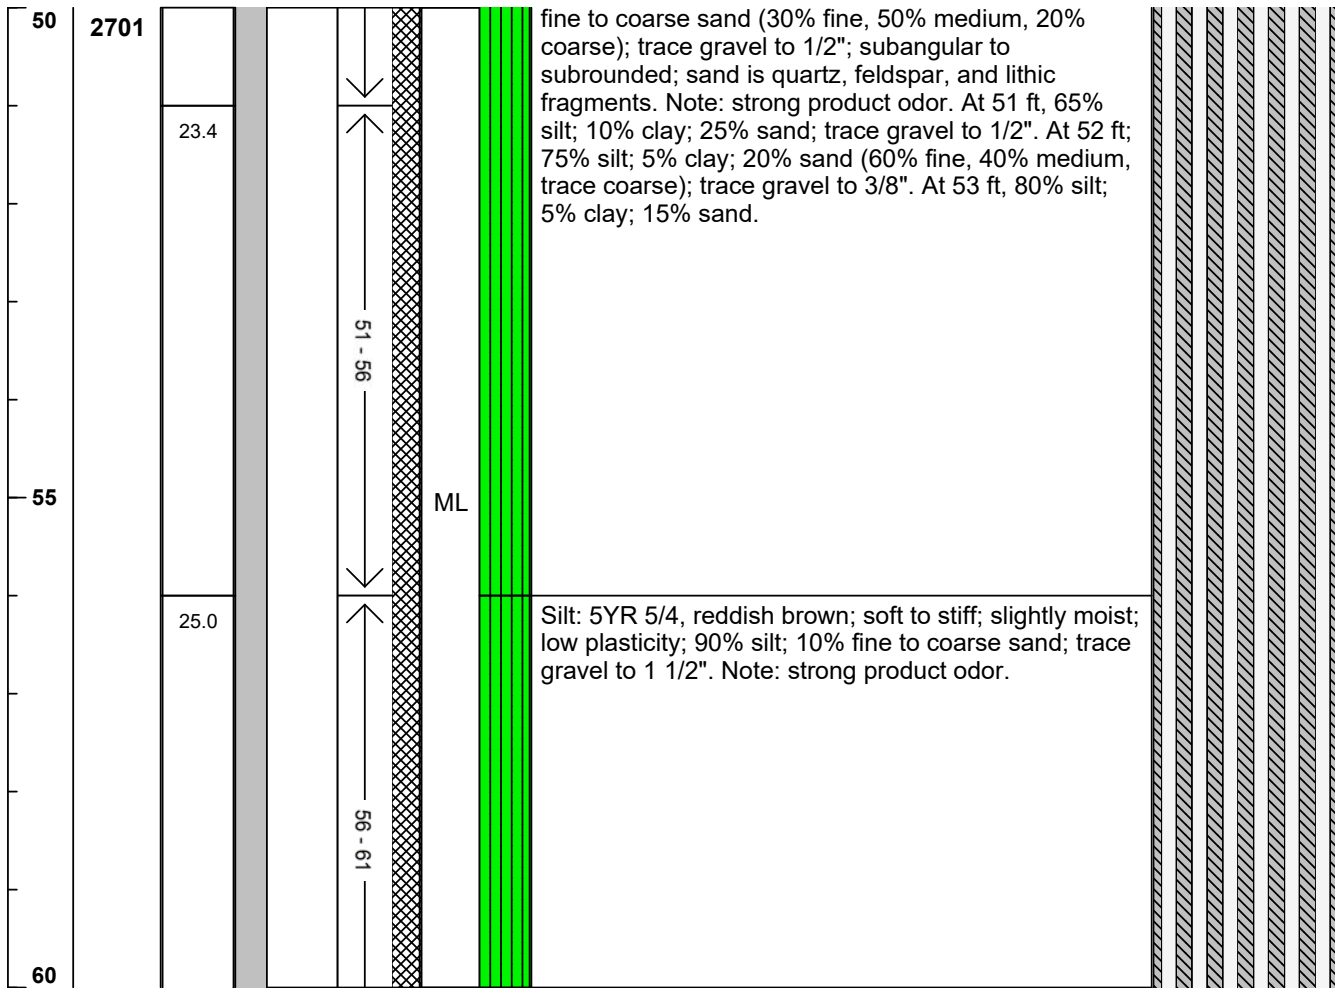 50
2701
fine to coarse sand (30% fine, 50% medium, 20%
coarse); trace gravel to 1/2"; subangular to
subrounded; sand is quartz, feldspar, and lithic
fragments. Note: strong product odor. At 51 ft, 65%
silt; 10% clay; 25% sand; trace gravel to 1/2". At 52 ft;
75% silt; 5% clay; 20% sand (60% fine, 40% medium,
trace coarse); trace gravel to 3/8". At 53 ft, 80% silt;
5% clay; 15% sand.
23.4
51 - 56
55
ML
25.0
Silt: 5YR 5/4, reddish brown; soft to stiff; slightly moist;
low plasticity; 90% silt; 10% fine to coarse sand; trace
gravel to 1 1/2". Note: strong product odor.
56 - 61
60